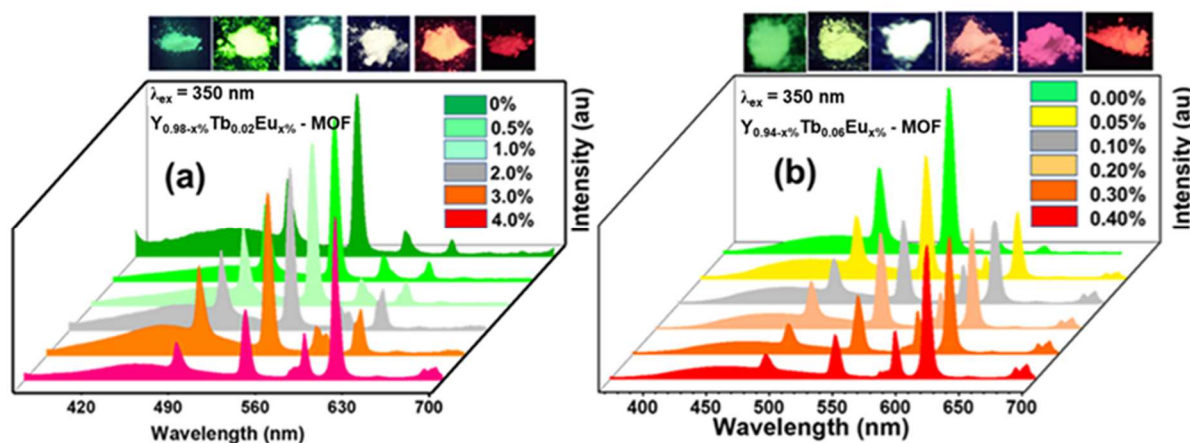 λex = 350 nm
Y0.98-x%Tb0.02Eux% - MOF
(a)
0%
0.5%
1.0%
2.0%
3.0%
4.0%
Intensity (au)
420 490 560 630 700
Wavelength (nm)
λex = 350 nm
Y0.94-x%Tb0.06Eux% - MOF
(b)
0.00%
0.05%
0.10%
0.20%
0.30%
0.40%
Intensity (au)
400 450 500 550 600 650 700
Wavelength (nm)